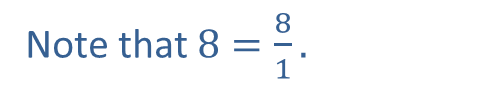 Note that 8 = 8/1.